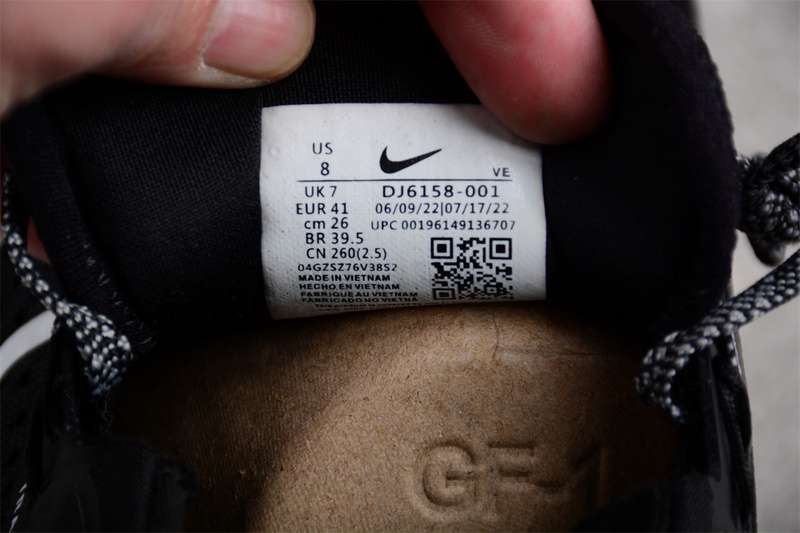 US
8
VE
UK 7
DJ6158-001
EUR 41
06/09/22|07/17/22
cm 26
UPC 00196149136707
BR 39.5
CN 260(2.5)
04GZSZ76V38S2
MADE IN VIETNAM
HECHO EN VIETNAM
FABRIQUE AU VIETNAM
FABRICADO NO VIETNA
GF-1